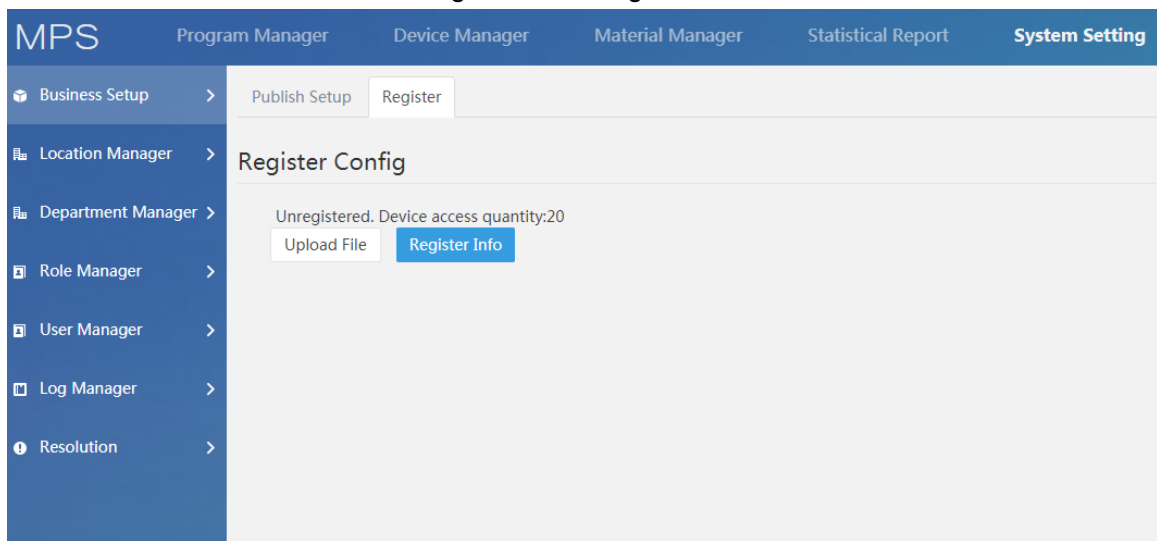 MPS Program Manager Device Manager Material Manager Statistical Report System Setting
Business Setup
Publish Setup Register
Location Manager
Register Config
Department Manager
Unregistered. Device access quantity:20
Upload File Register Info
Role Manager
User Manager
Log Manager
Resolution